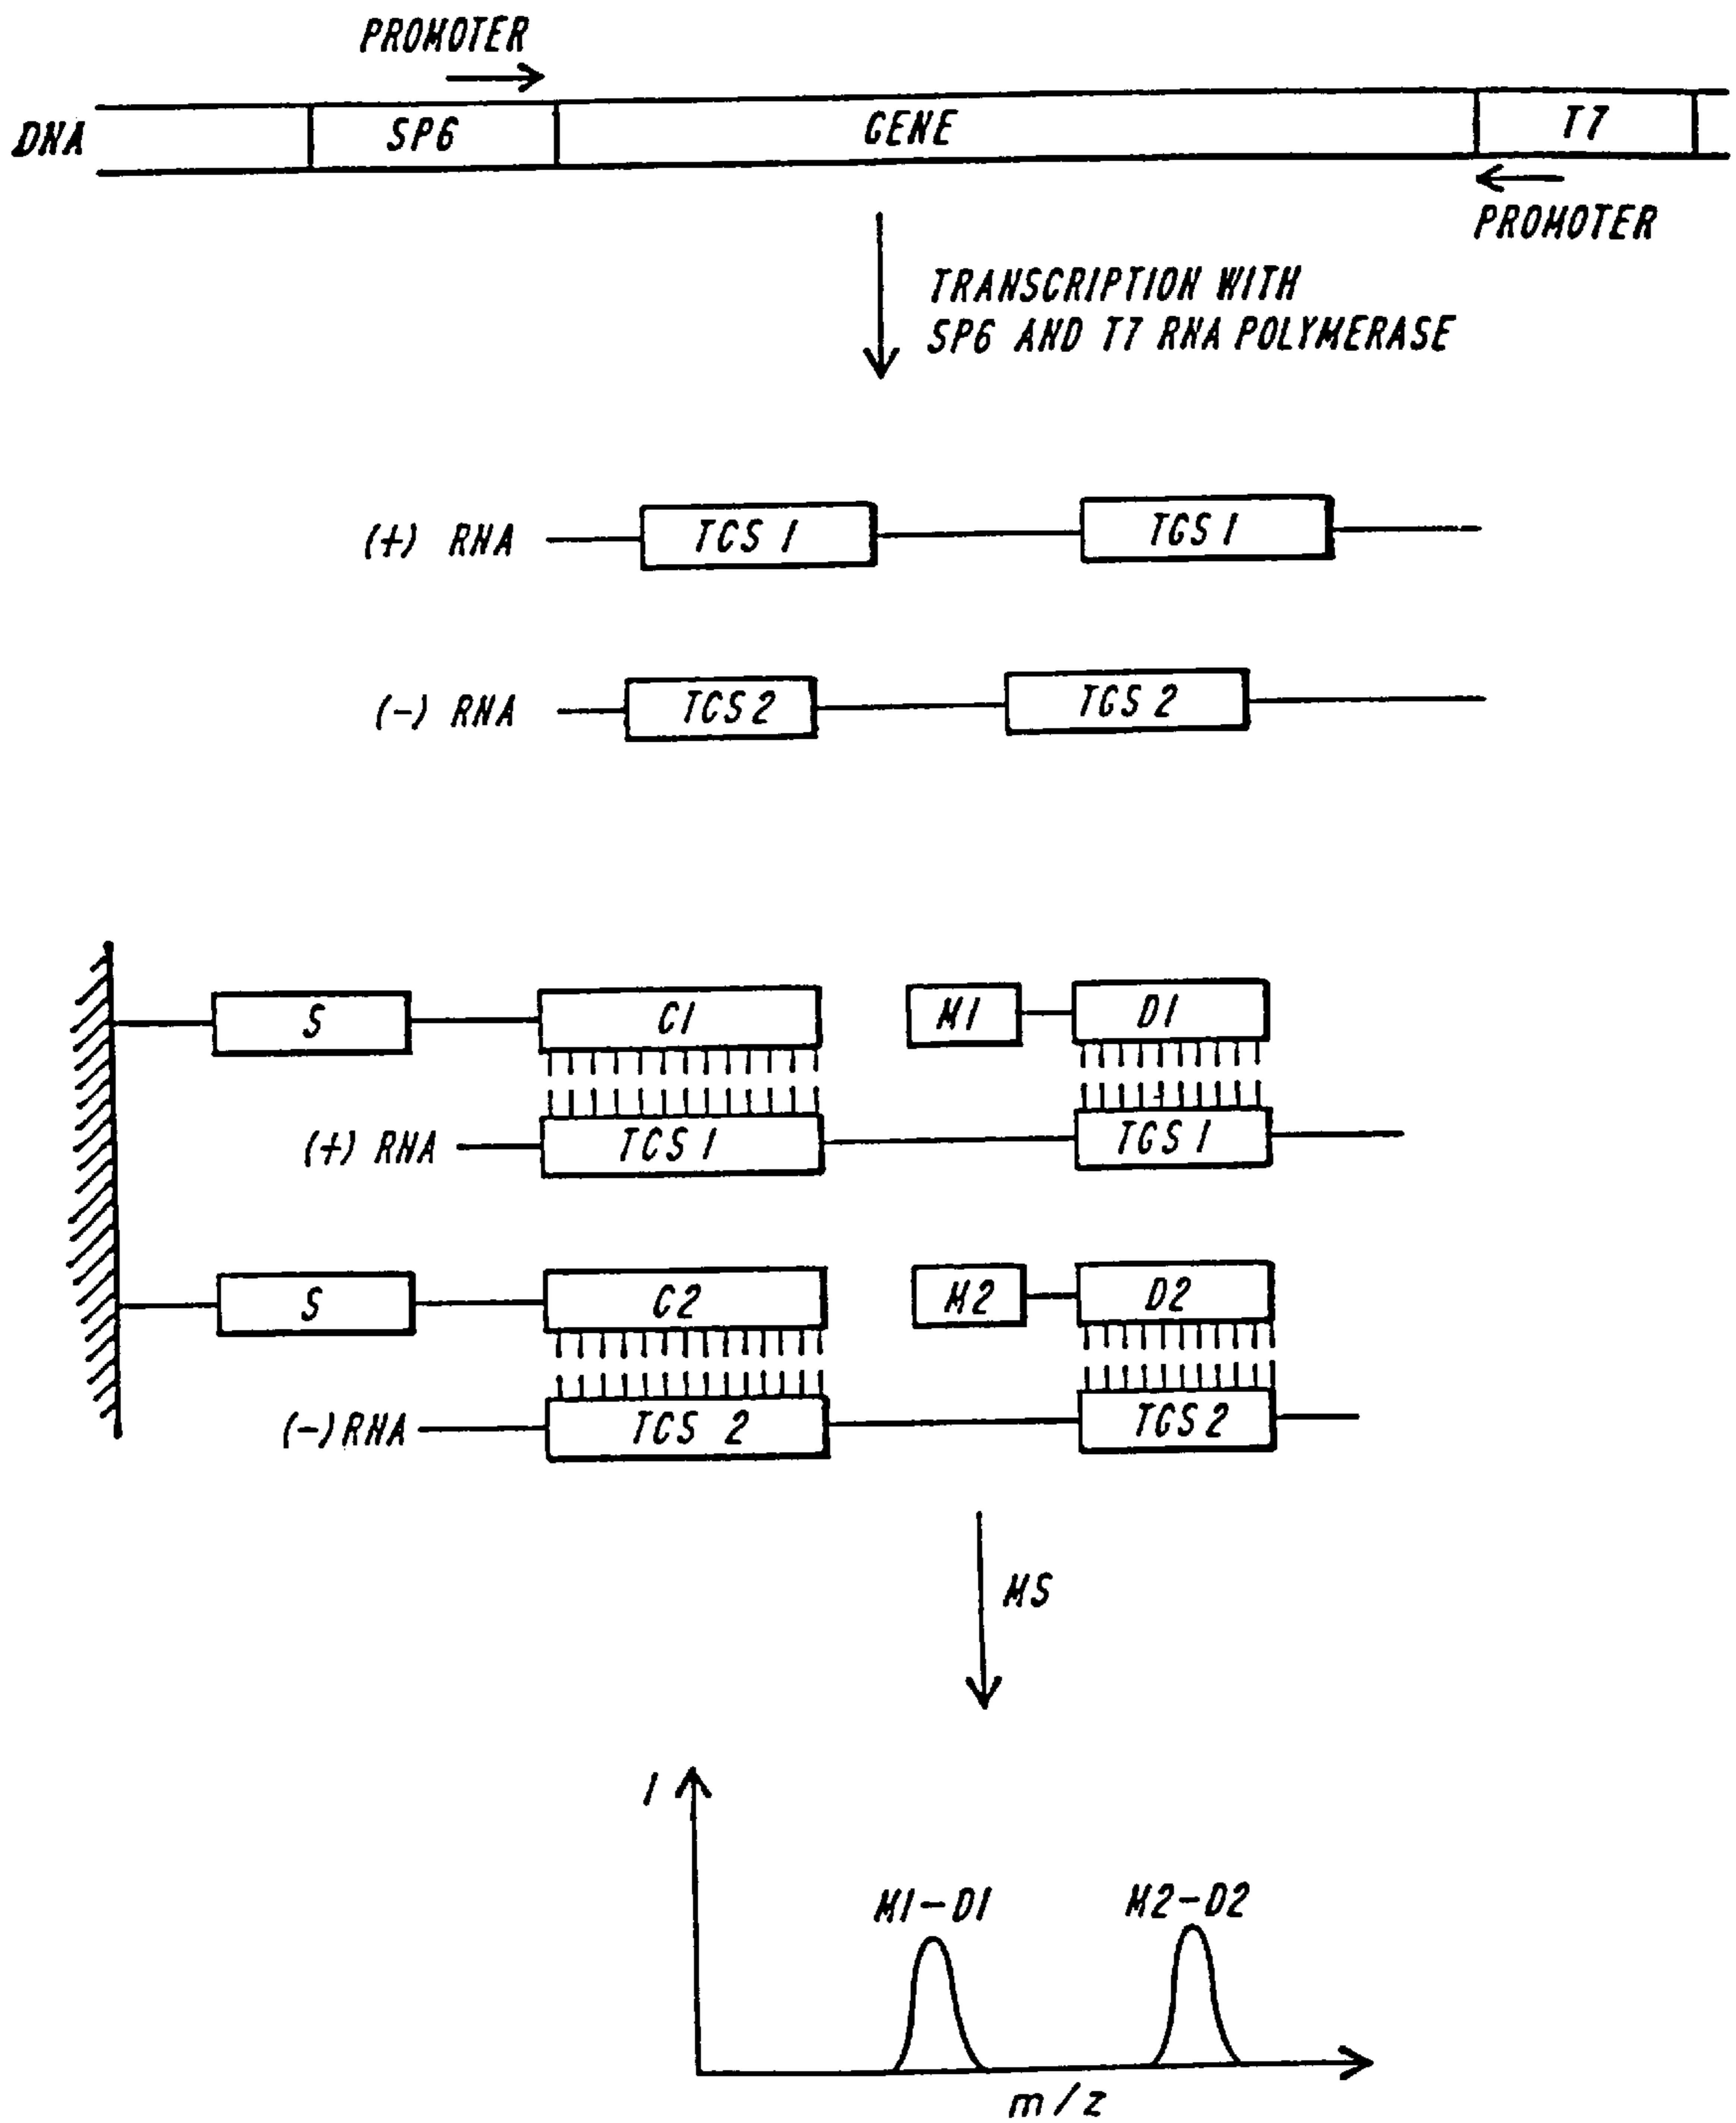 PROMOTER
DNA SP6 GENE T7
PROMOTER
TRANSCRIPTION WITH
SP6 AND T7 RNA POLYMERASE
(+) RNA TCS 1 TGS 1
(-) RNA TCS 2 TGS 2
S C1 M1 D1
(+) RNA TCS 1 TGS 1
S C2 M2 D2
(-) RNA TCS 2 TGS 2
MS
I
M1-D1 M2-D2
m/z